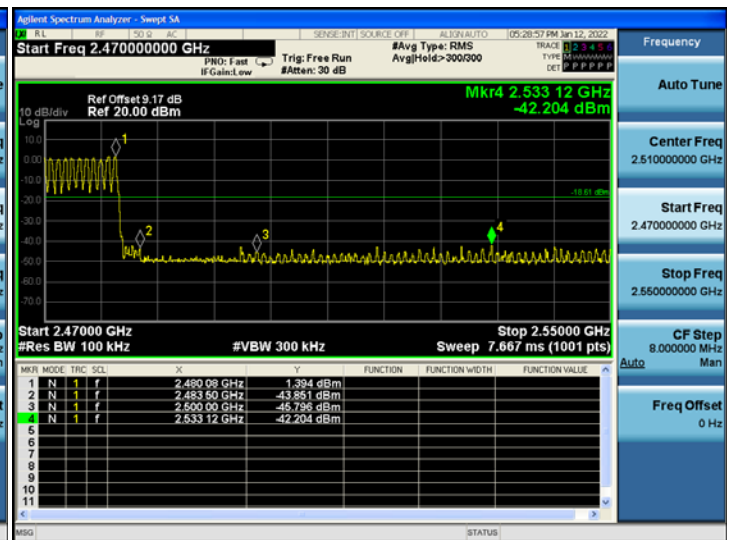 Agilent Spectrum Analyzer - Swept SA
RL RF 50 Ω AC SENSE:INT SOURCE OFF ALIGN AUTO 05:28:57 PM Jan 12, 2022
Start Freq 2.470000000 GHz #Avg Type: RMS TRACE 1 2 3 4 5 6
PNO: Fast Trig: Free Run Avg|Hold:>300/300 TYPE M
IFGain:Low #Atten: 30 dB DET P P P P P P
Frequency
Auto Tune
Center Freq
2.510000000 GHz
Start Freq
2.470000000 GHz
Stop Freq
2.550000000 GHz
CF Step
8.000000 MHz
Auto Man
Freq Offset
0 Hz
Mkr4 2.533 12 GHz
-42.204 dBm
Ref Offset 9.17 dB
10 dB/div Ref 20.00 dBm
Log
10.0
0.00
-10.0
-20.0
-30.0
-40.0
-50.0
-60.0
-70.0
1
2
3
4
-18.61 dBm
Start 2.47000 GHz Stop 2.55000 GHz
#Res BW 100 kHz #VBW 300 kHz Sweep 7.667 ms (1001 pts)
MKR MODE TRC SCL X Y FUNCTION FUNCTION WIDTH FUNCTION VALUE
1 N 1 f 2.480 08 GHz 1.394 dBm
2 N 1 f 2.483 50 GHz -43.851 dBm
3 N 1 f 2.500 00 GHz -45.796 dBm
4 N 1 f 2.533 12 GHz -42.204 dBm
5
6
7
8
9
10
11
MSG STATUS